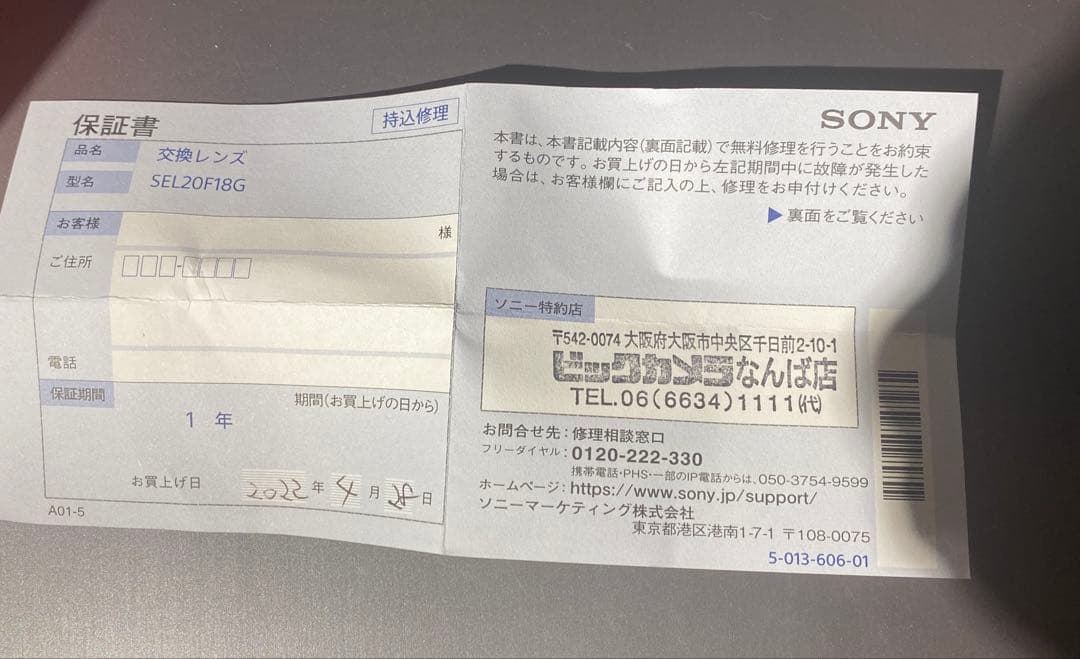 保証書
持込修理
品名 交換レンズ
型名 SEL20F18G
お客様 様
ご住所
電話
保証期間 期間(お買上げの日から)
1 年
お買上げ日 2022年 4月 28日
A01-5
SONY
本書は、本書記載内容(裏面記載)で無料修理を行うことをお約束
するものです。お買上げの日から左記期間中に故障が発生した
場合は、お客様欄にご記入の上、修理をお申付けください。
▶裏面をご覧ください
ソニー特約店
〒542-0074 大阪府大阪市中央区千日前2-10-1
ビックカメラなんば店
TEL.06(6634)1111(代)
お問合せ先:修理相談窓口
フリーダイヤル:0120-222-330
携帯電話・PHS・一部のIP電話からは、050-3754-9599
ホームページ:https://www.sony.jp/support/
ソニーマーケティング株式会社
東京都港区港南1-7-1 〒108-0075
5-013-606-01